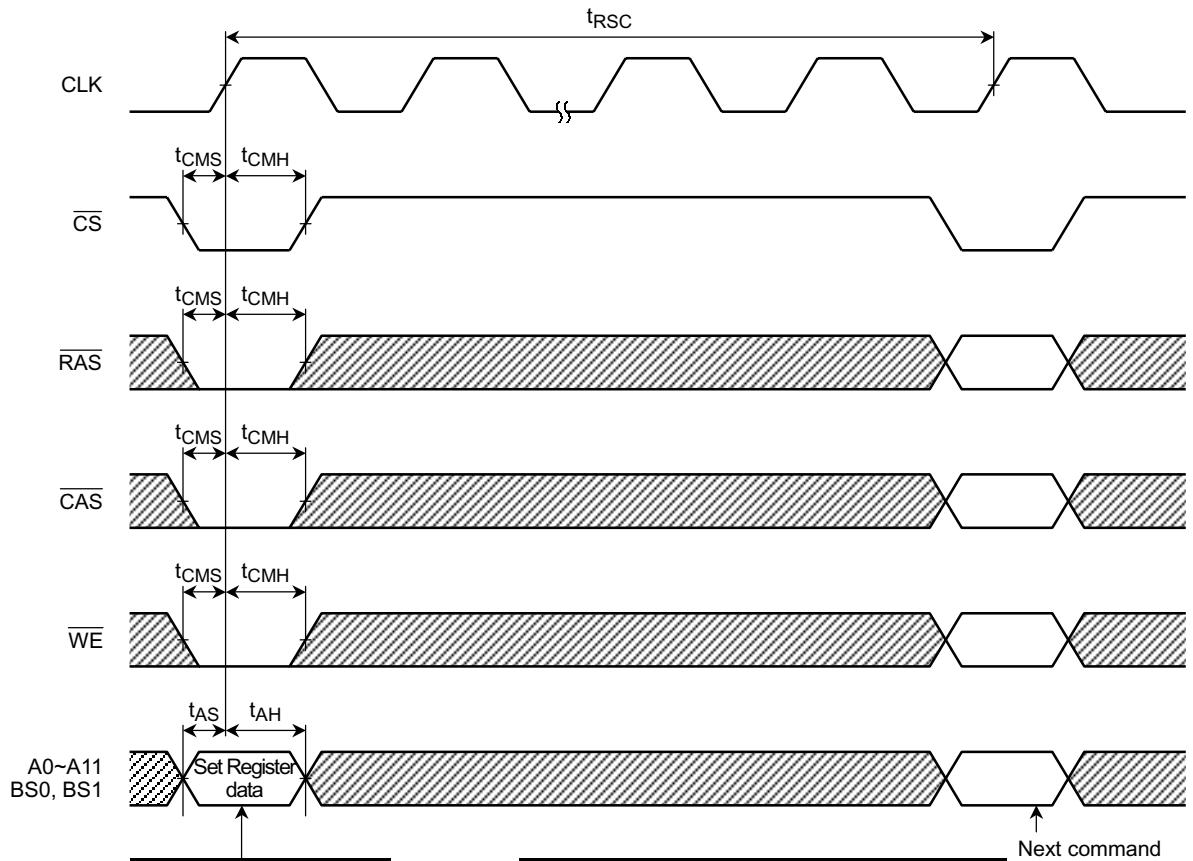 tRSC
CLK
tCMS tCMH
CS
tCMS tCMH
RAS
tCMS tCMH
CAS
tCMS tCMH
WE
tAS tAH
A0~A11
BS0, BS1
Set Register
data
Next command